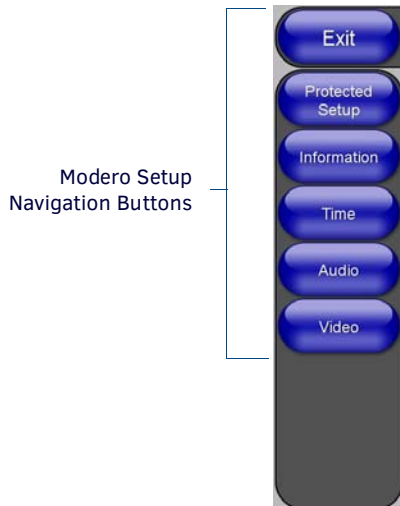 Modero Setup
Navigation Buttons
Exit
Protected
Setup
Information
Time
Audio
Video